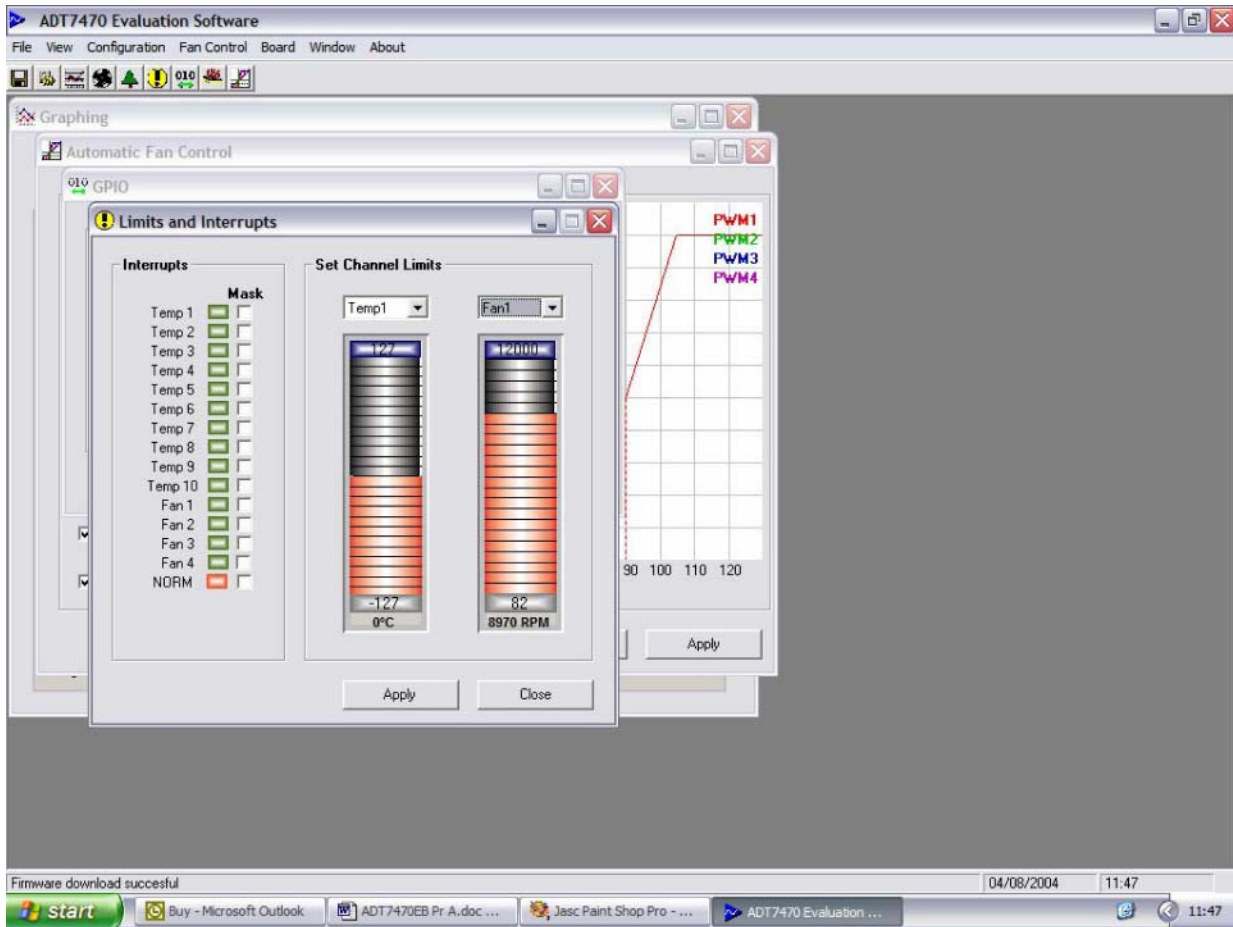 ADT7470 Evaluation Software
File View Configuration Fan Control Board Window About
Graphing
Automatic Fan Control
GPIO
Limits and Interrupts
Interrupts
Mask
Temp 1
Temp 2
Temp 3
Temp 4
Temp 5
Temp 6
Temp 7
Temp 8
Temp 9
Temp 10
Fan 1
Fan 2
Fan 3
Fan 4
NORM
Set Channel Limits
Temp1
Fan1
127
12000
-127
82
0°C
8970 RPM
Apply
Close
PWM1
PWM2
PWM3
PWM4
90 100 110 120
Apply
Firmware download succesful
04/08/2004
11:47
start
Buy - Microsoft Outlook
ADT7470EB Pr A.doc ...
Jasc Paint Shop Pro - ...
ADT7470 Evaluation ...
11:47